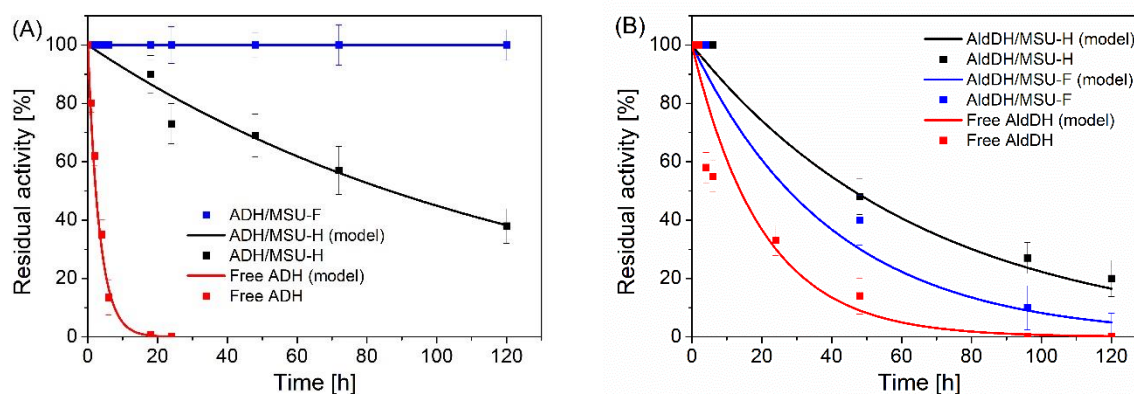 (A)
Residual activity [%]
100
80
60
40
20
0
ADH/MSU-F
ADH/MSU-H (model)
ADH/MSU-H
Free ADH (model)
Free ADH
0 20 40 60 80 100 120
Time [h]
(B)
Residual activity [%]
100
80
60
40
20
0
AldDH/MSU-H (model)
AldDH/MSU-H
AldDH/MSU-F (model)
AldDH/MSU-F
Free AldDH (model)
Free AldDH
0 20 40 60 80 100 120
Time [h]